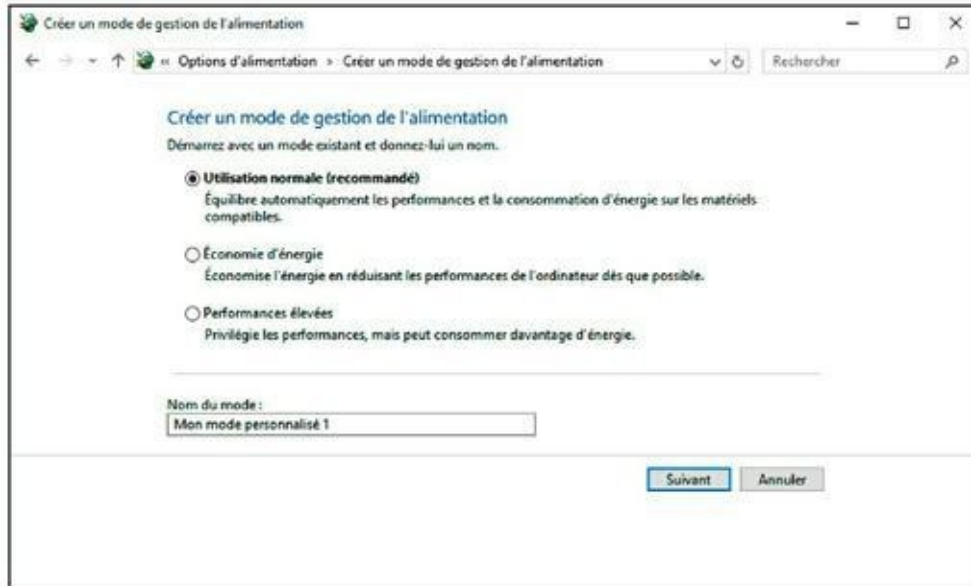 Créer un mode de gestion de l'alimentation
« Options d'alimentation › Créer un mode de gestion de l'alimentation
Rechercher
Créer un mode de gestion de l'alimentation
Démarrez avec un mode existant et donnez-lui un nom.
Utilisation normale (recommandé)
Équilibre automatiquement les performances et la consommation d'énergie sur les matériels
compatibles.
Économie d'énergie
Économise l'énergie en réduisant les performances de l'ordinateur dès que possible.
Performances élevées
Privilégie les performances, mais peut consommer davantage d'énergie.
Nom du mode :
Mon mode personnalisé 1
Suivant
Annuler